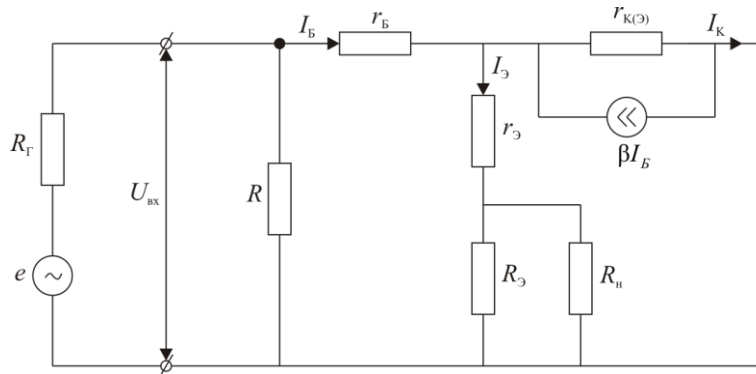 I_Б
r_Б
r_К(Э)
I_К
I_Э
βI_Б
r_Э
R_Г
U_вх
R
R_Э
R_н
e